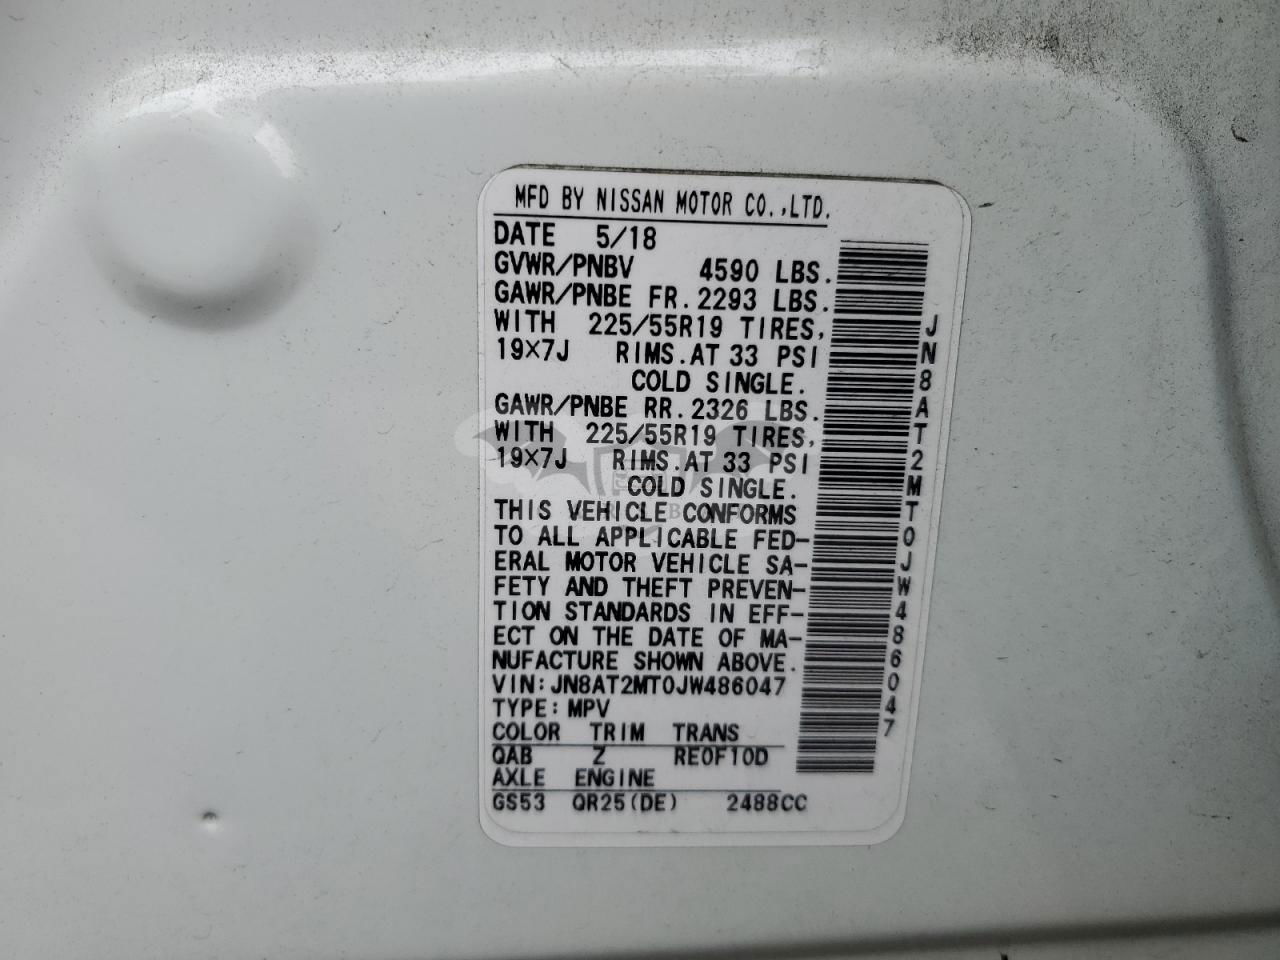 MFD BY NISSAN MOTOR CO.,LTD.
DATE 5/18
GVWR/PNBV 4590 LBS.
GAWR/PNBE FR. 2293 LBS.
WITH 225/55R19 TIRES,
19×7J RIMS. AT 33 PSI
COLD SINGLE.
GAWR/PNBE RR. 2326 LBS.
WITH 225/55R19 TIRES,
19×7J RIMS. AT 33 PSI
COLD SINGLE.
THIS VEHICLE CONFORMS
TO ALL APPLICABLE FED-
ERAL MOTOR VEHICLE SA-
FETY AND THEFT PREVEN-
TION STANDARDS IN EFF-
ECT ON THE DATE OF MA-
NUFACTURE SHOWN ABOVE.
VIN: JN8AT2MT0JW486047
TYPE: MPV
COLOR TRIM TRANS
QAB Z RE0F10D
AXLE ENGINE
GS53 QR25(DE) 2488CC
JN8AT2MT0JW486047